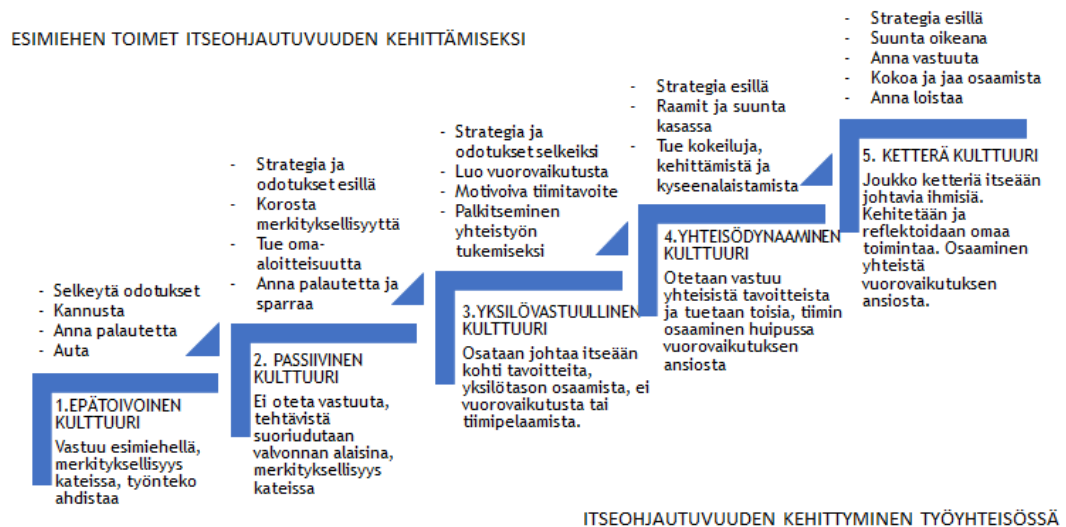 ESIMIEHEN TOIMET ITSEOHJAUTUVUUDEN KEHITTÄMISEKSI
- Selkeytä odotukset
- Kannusta
- Anna palautetta
- Auta
1.EPÄTOIVOINEN
KULTTUURI
Vastuu esimiehellä,
merkityksellisyys
kateissa, työnteko
ahdistaa
- Strategia ja
odotukset esillä
- Korosta
merkityksellisyyttä
- Tue oma-
aloitteisuutta
- Anna palautetta ja
sparraa
2. PASSIIVINEN
KULTTUURI
Ei oteta vastuuta,
tehtävistä
suoriudutaan
valvonnan alaisina,
merkityksellisyys
kateissa
- Strategia ja
odotukset selkeiksi
- Luo vuorovaikutusta
- Motivoiva tiimitavoite
- Palkitseminen
yhteistyön
tukemiseksi
3.YKSILÖVASTUULLINEN
KULTTUURI
Osataan johtaa itseään
kohti tavoitteita,
yksilötason osaamista, ei
vuorovaikutusta tai
tiimipelaamista.
- Strategia esillä
- Raamit ja suunta
kasassa
- Tue kokeiluja,
kehittämistä ja
kyseenalaistamista
4.YHTEISÖDYNAAMINEN
KULTTUURI
Otetaan vastuu
yhteisistä tavoitteista
ja tuetaan toisia, tiimin
osaaminen huipussa
vuorovaikutuksen
ansiosta
- Strategia esillä
- Suunta oikeana
- Anna vastuuta
- Kokoa ja jaa osaamista
- Anna loistaa
5. KETTERÄ KULTTUURI
Joukko ketteriä itseään
johtavia ihmisiä.
Kehitetään ja
reflektoidaan omaa
toimintaa. Osaaminen
yhteistä
vuorovaikutuksen
ansiosta.
ITSEOHJAUTUVUUDEN KEHITTYMINEN TYÖYHTEISÖSSÄ